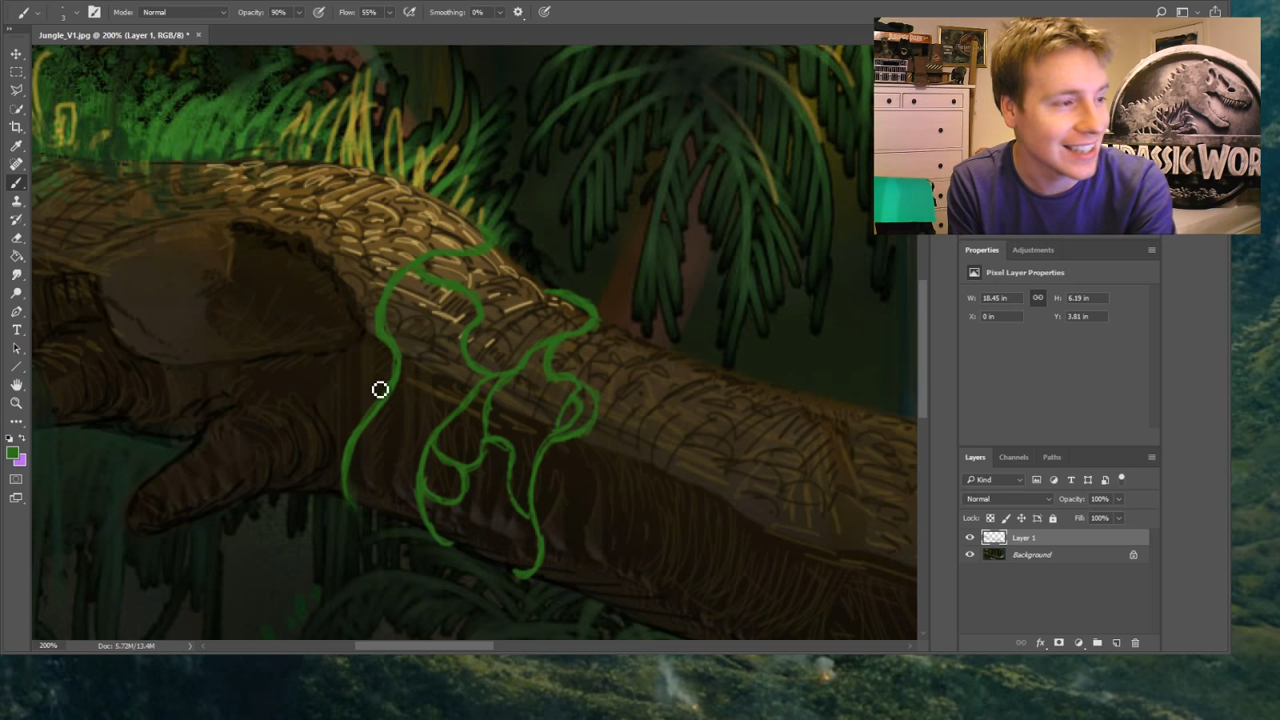 3
Mode: Normal Opacity: 90% Flow: 55% Smoothing: 0%
Jungle_V1.jpg @ 200% (Layer 1, RGB/8) * ×
JURASSIC WOR
Properties Adjustments
Pixel Layer Properties
W: 18.45 in H: 6.19 in
X: 0 in Y: 3.81 in
Layers Channels Paths
Kind
Normal Opacity: 100%
Lock: Fill: 100%
Layer 1
Background
200% Doc: 5.72M/13.4M